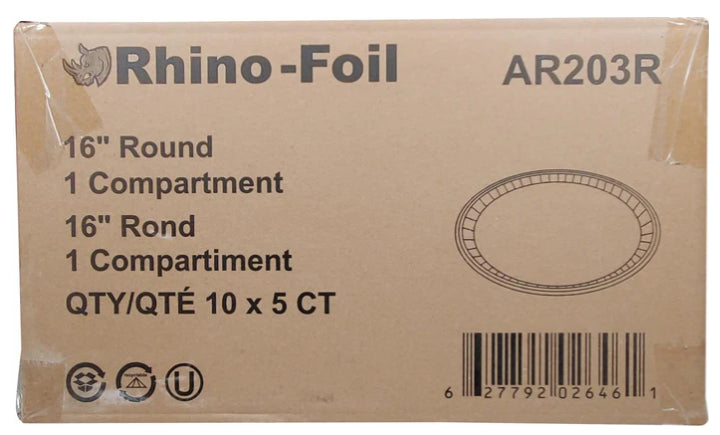 Rhino-Foil
AR203R
16" Round
1 Compartment
16" Rond
1 Compartiment
QTY/QTÉ 10 x 5 CT
U
6 27792 02646 1